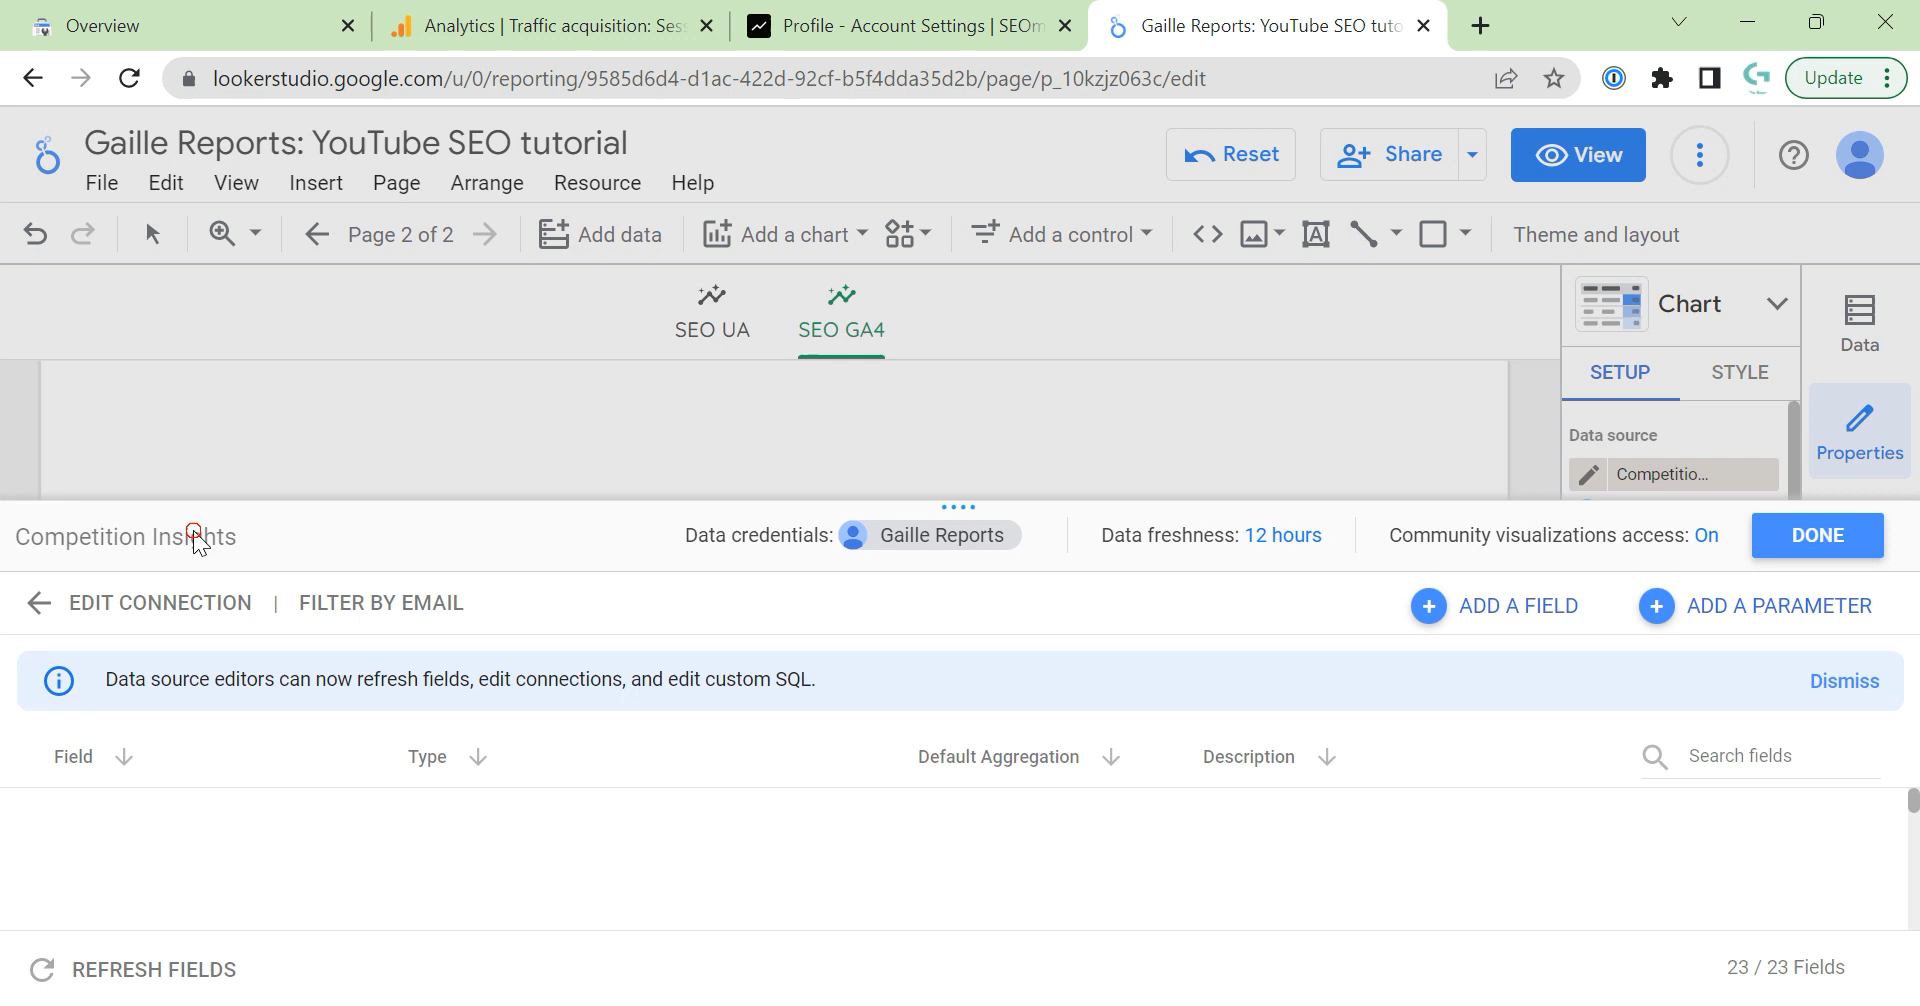 Overview
Analytics | Traffic acquisition: Ses
Profile - Account Settings | SEOm
Gaille Reports: YouTube SEO tuto
lookerstudio.google.com/u/0/reporting/9585d6d4-d1ac-422d-92cf-b5f4dda35d2b/page/p_10kzjz063c/edit
Update
Gaille Reports: YouTube SEO tutorial
Reset
Share
View
File Edit View Insert Page Arrange Resource Help
Page 2 of 2
Add data
Add a chart
Add a control
Theme and layout
SEO UA
SEO GA4
Chart
Data
SETUP
STYLE
Data source
Competitio...
Properties
Competition Insights
Data credentials: Gaille Reports
Data freshness: 12 hours
Community visualizations access: On
DONE
EDIT CONNECTION | FILTER BY EMAIL
ADD A FIELD
ADD A PARAMETER
Data source editors can now refresh fields, edit connections, and edit custom SQL.
Dismiss
Field
Type
Default Aggregation
Description
Search fields
REFRESH FIELDS
23 / 23 Fields